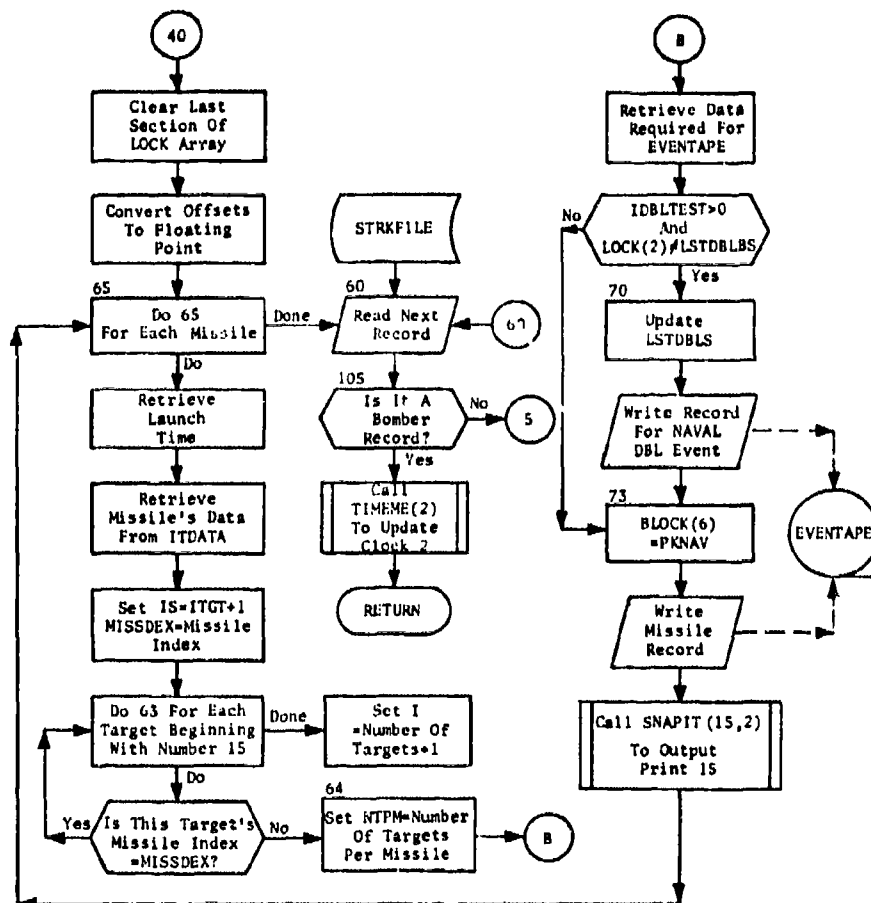 40
Clear Last
Section Of
LOCK Array
Convert Offsets
To Floating
Point
65
Do 65
For Each Missile
Done
Do
Retrieve
Launch
Time
Retrieve
Missile's Data
From ITDATA
Set IS=ITGT+1
MISSDEX=Missile
Index
Do 63 For Each
Target Beginning
With Number 15
Done
Do
Set I
=Number Of
Targets+1
Yes
Is This Target's
Missile Index
=MISSDEX?
No
64
Set NTPM=Number
Of Targets
Per Missile
B
STRKFILE
60
Read Next
Record
105
Is It A
Bomber
Record?
No
5
Yes
Call
TIMEME(2)
To Update
Clock 2
RETURN
B
Retrieve Data
Required For
EVENTAPE
No
IDBLTEST>0
And
LOCK(2)≠LSTDBLBS
Yes
70
Update
LSTDBLS
Write Record
For NAVAL
DBL Event
73
BLOCK(6)
=PKNAV
EVENTAPE
Write
Missile
Record
Call SNAPIT(15,2)
To Output
Print 15